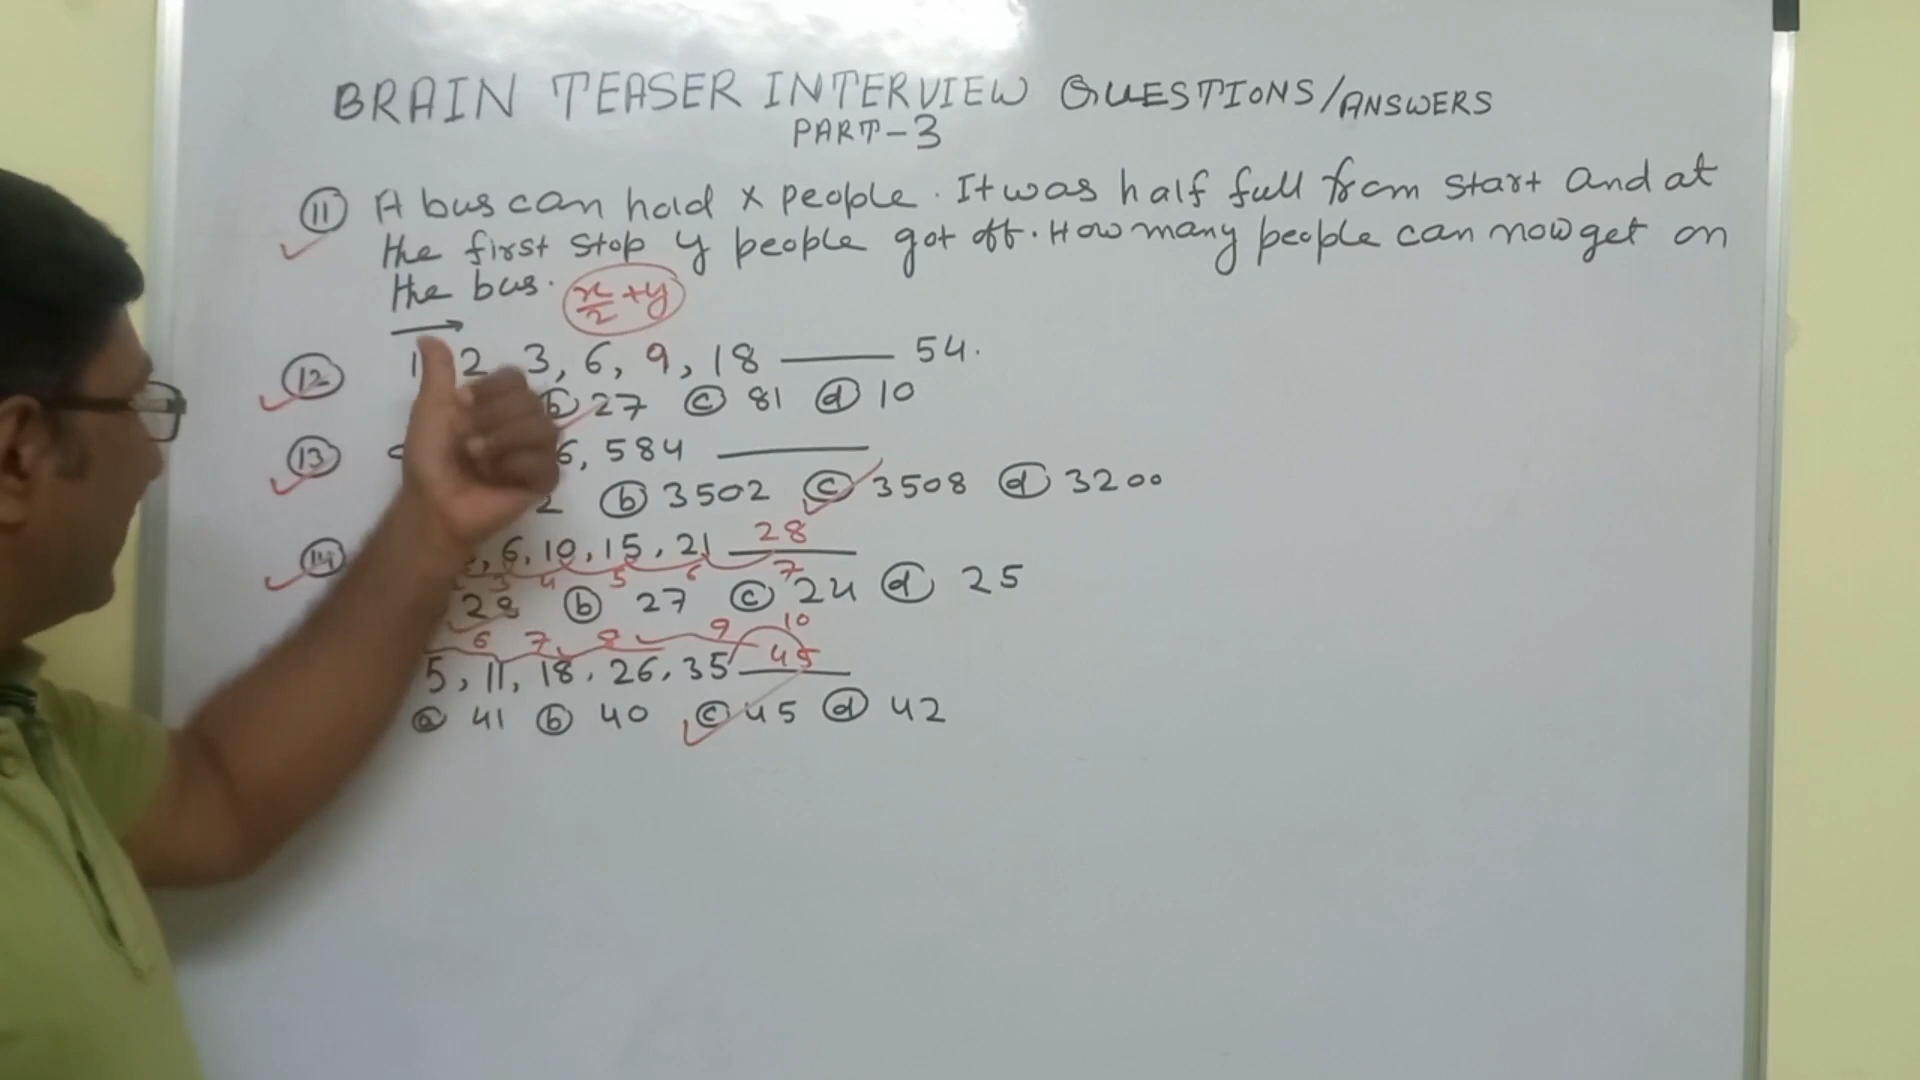 BRAIN TEASER INTERVIEW QUESTIONS/ANSWERS
PART-3
11 A bus can hold x people. It was half full from start and at
the first stop y people got off. How many people can now get on
the bus. x/2 + y
12 1 2 3, 6, 9, 18 ——— 54.
b 27 c 81 d 10
13 6, 584 ———
2 b 3502 c 3508 d 3200
14 , 6, 10, 15, 21 28
3 4 5 6 7
28 b 27 c 24 d 25
6 7 8 9 10
5, 11, 18, 26, 35 45
a 41 b 40 c 45 d 42